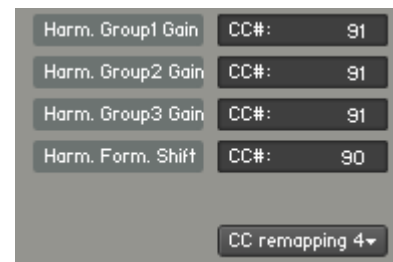 Harm. Group1 Gain CC#: 91
Harm. Group2 Gain CC#: 91
Harm. Group3 Gain CC#: 91
Harm. Form. Shift CC#: 90
CC remapping 4